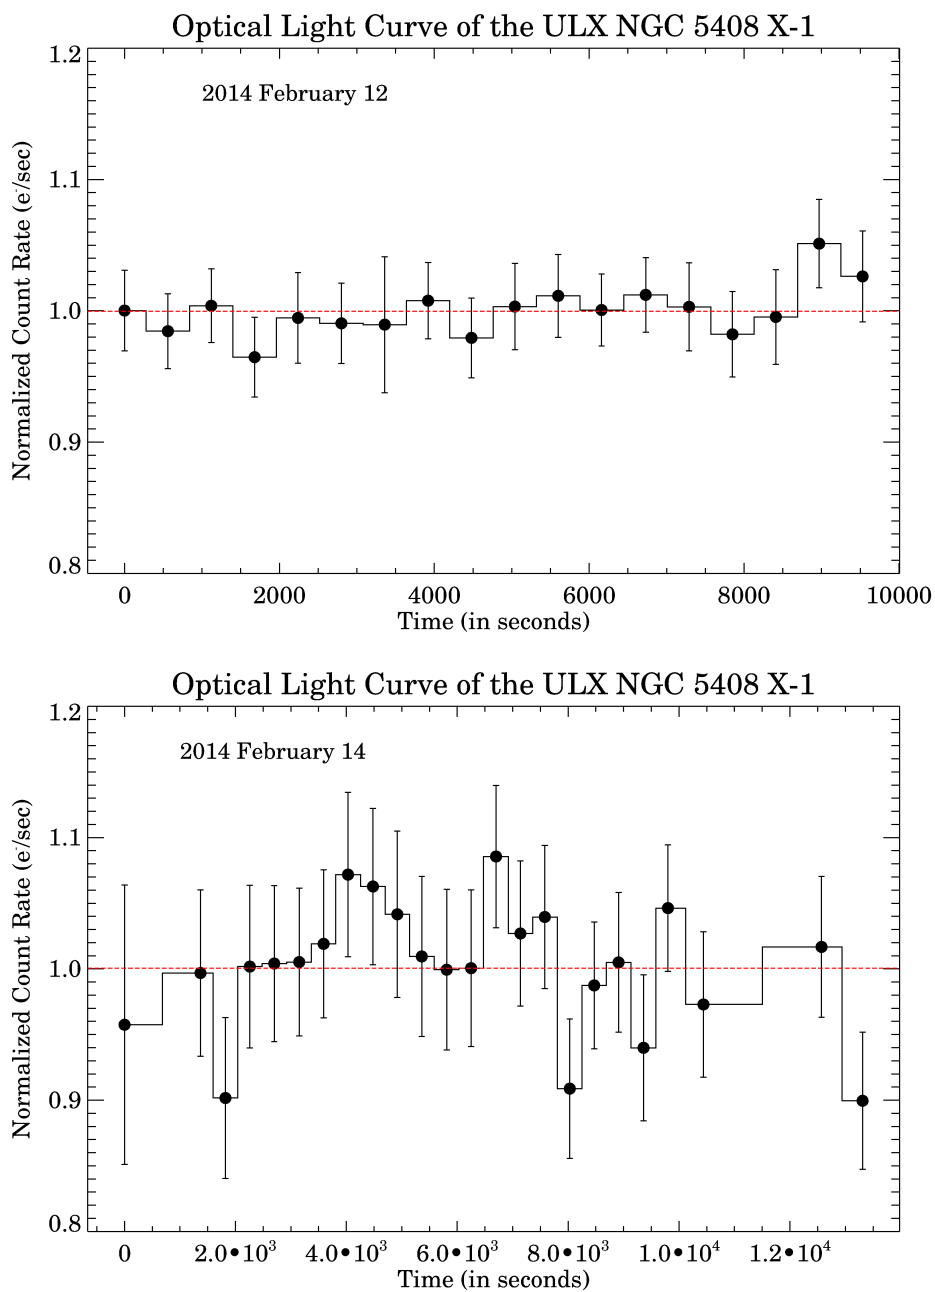 Optical Light Curve of the ULX NGC 5408 X-1
1.2
2014 February 12
1.1
1.0
0.9
0.8
Normalized Count Rate (e⁻/sec)
0 2000 4000 6000 8000 10000
Time (in seconds)
Optical Light Curve of the ULX NGC 5408 X-1
1.2
2014 February 14
1.1
1.0
0.9
0.8
Normalized Count Rate (e⁻/sec)
0 2.0•10³ 4.0•10³ 6.0•10³ 8.0•10³ 1.0•10⁴ 1.2•10⁴
Time (in seconds)